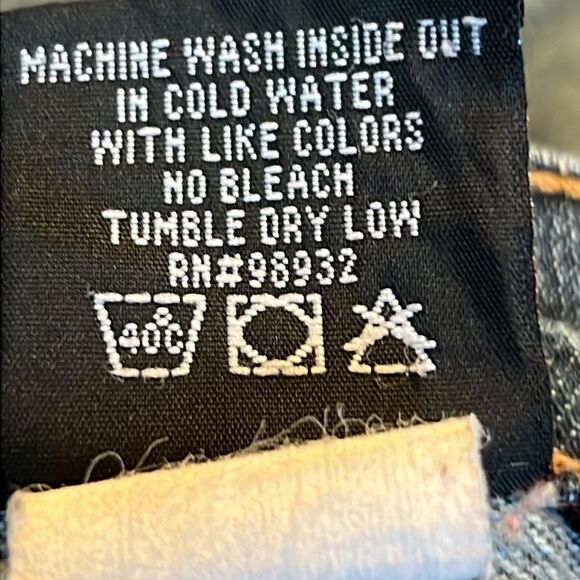 MACHINE WASH INSIDE OUT
IN COLD WATER
WITH LIKE COLORS
NO BLEACH
TUMBLE DRY LOW
RN#98932
40°C